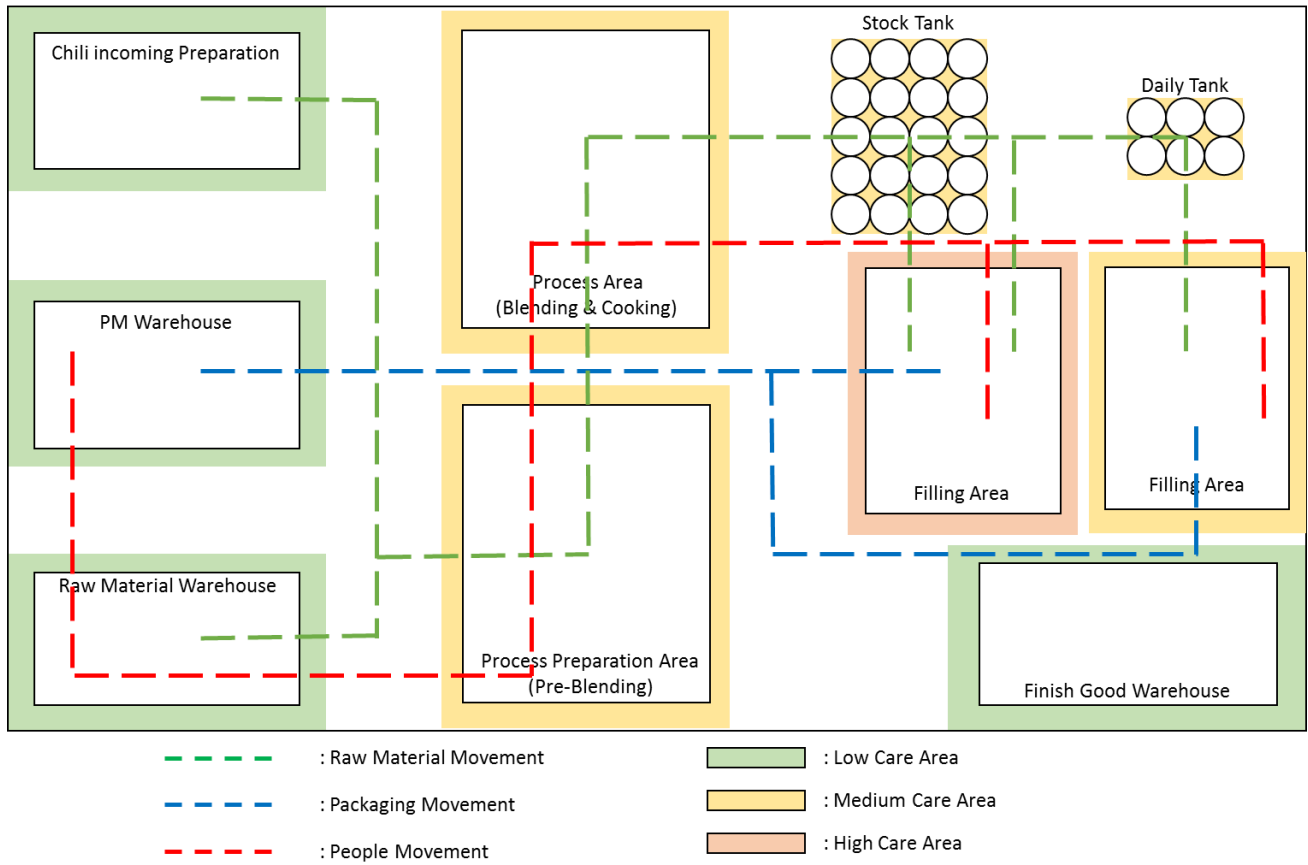 Stock Tank
Chili incoming Preparation
Daily Tank
Process Area
(Blending & Cooking)
PM Warehouse
Filling Area
Filling Area
Raw Material Warehouse
Process Preparation Area
(Pre-Blending)
Finish Good Warehouse
: Raw Material Movement
: Low Care Area
: Packaging Movement
: Medium Care Area
: People Movement
: High Care Area